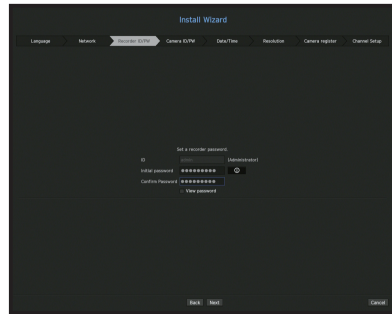 Install Wizard
Language Network Recorder ID/PW Camera ID/PW Date/Time Resolution Camera register Channel Setup
Set a recorder password.
ID admin (Administrator)
Initial password ●●●●●●●●●
Confirm Password ●●●●●●●●●
View password
Back Next Cancel